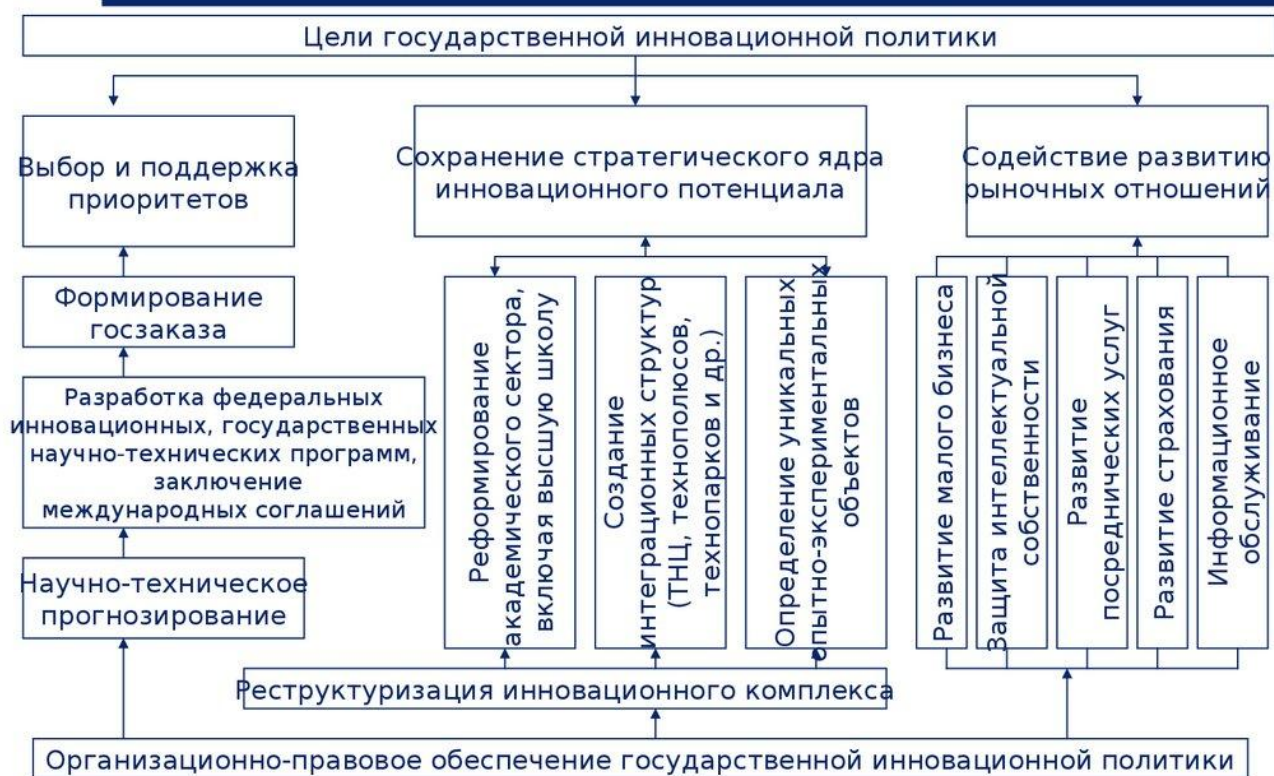 Цели государственной инновационной политики
Выбор и поддержка
приоритетов
Сохранение стратегического ядра
инновационного потенциала
Содействие развитию
рыночных отношений
Формирование
госзаказа
Разработка федеральных
инновационных, государственных
научно-технических программ,
заключение
международных соглашений
Научно-техническое
прогнозирование
Реформирование
академического сектора,
включая высшую школу
Создание
интеграционных структур
(ТНЦ, технополюсов,
технопарков и др.)
Определение уникальных
опытно-экспериментальных
объектов
Развитие малого бизнеса
Защита интеллектуальной
собственности
Развитие
посреднических услуг
Развитие страхования
Информационное
обслуживание
Реструктуризация инновационного комплекса
Организационно-правовое обеспечение государственной инновационной политики